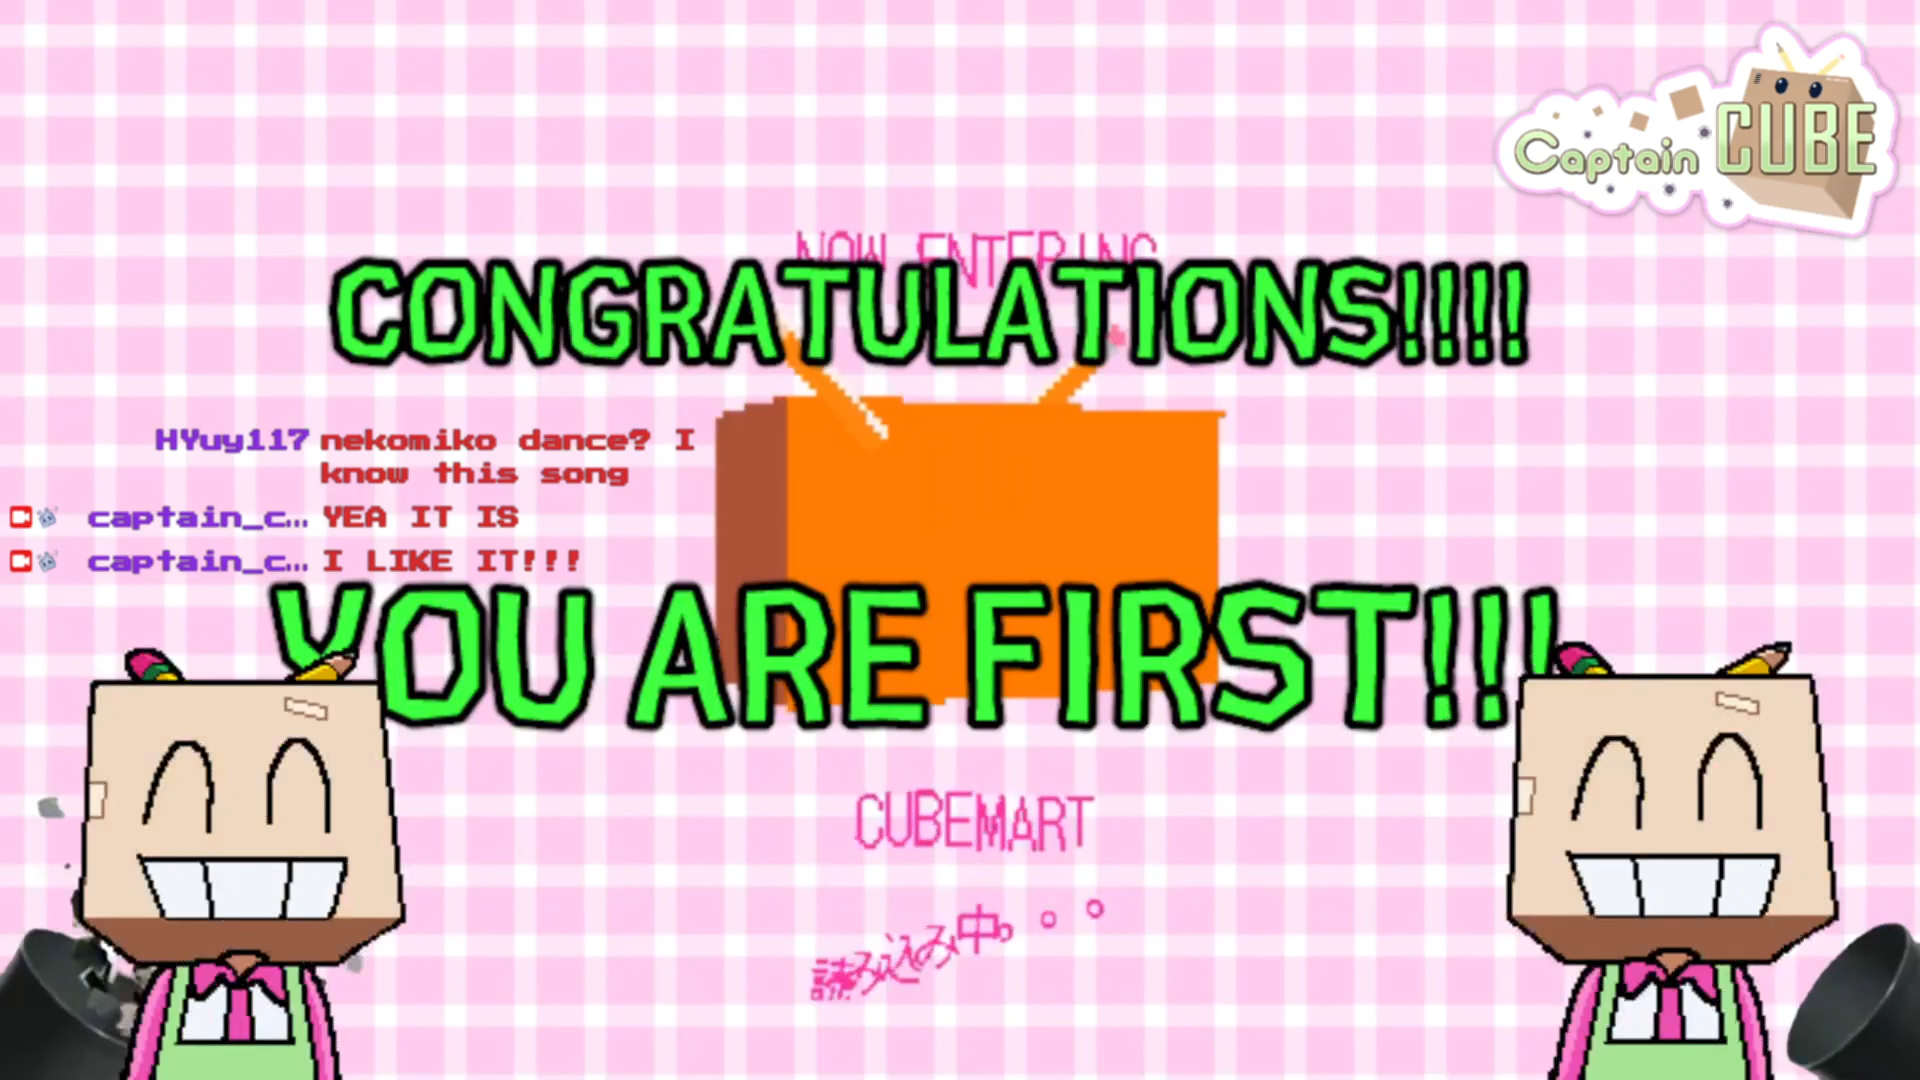 Captain CUBE
NOW ENTERING
CONGRATULATIONS!!!!
HYuy117 nekomiko dance? I
know this song
captain_c... YEA IT IS
captain_c... I LIKE IT!!!
YOU ARE FIRST!!!
CUBEMART
読み込み中。。。